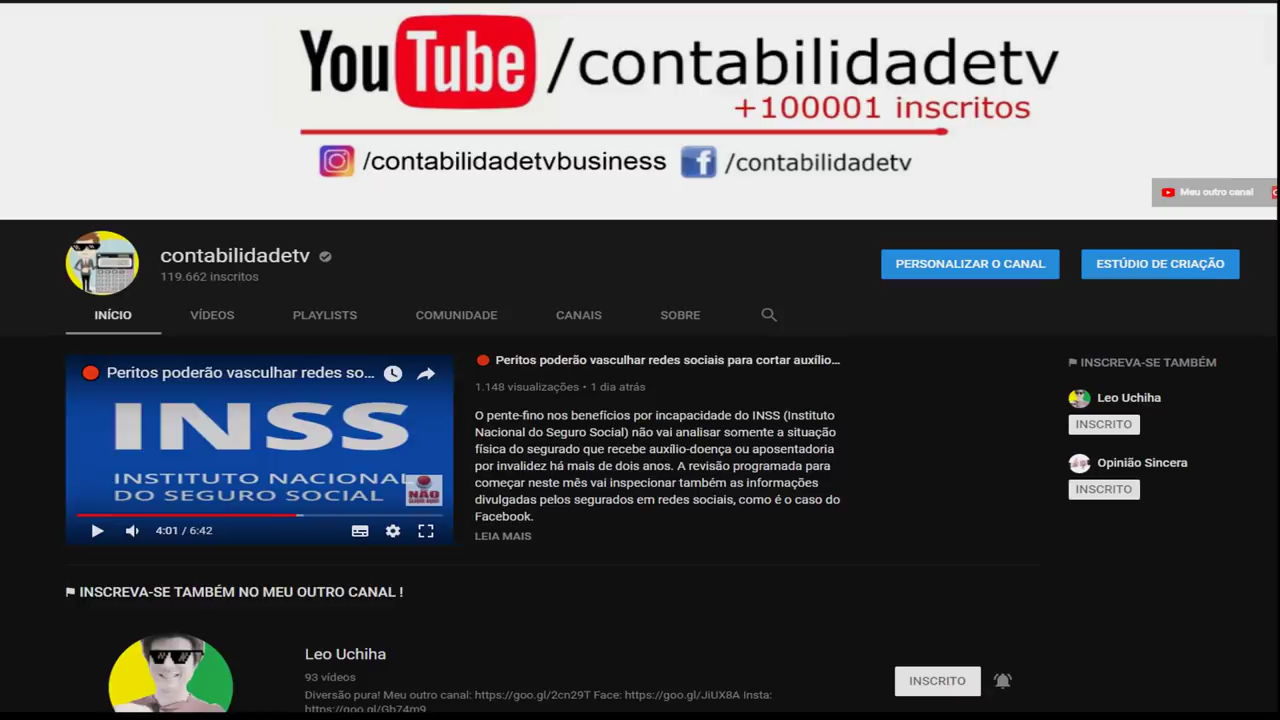 YouTube/contabilidadetv
+100001 inscritos
/contabilidadetvbusiness /contabilidadetv
Meu outro canal
contabilidadetv
119.662 inscritos
PERSONALIZAR O CANAL
ESTÚDIO DE CRIAÇÃO
INÍCIO VÍDEOS PLAYLISTS COMUNIDADE CANAIS SOBRE
Peritos poderão vasculhar redes so...
INSS
INSTITUTO NACIONAL
DO SEGURO SOCIAL
NÃO
4:01 / 6:42
Peritos poderão vasculhar redes sociais para cortar auxílio...
1.148 visualizações • 1 dia atrás
O pente-fino nos benefícios por incapacidade do INSS (Instituto
Nacional do Seguro Social) não vai analisar somente a situação
física do segurado que recebe auxílio-doença ou aposentadoria
por invalidez há mais de dois anos. A revisão programada para
começar neste mês vai inspecionar também as informações
divulgadas pelos segurados em redes sociais, como é o caso do
Facebook.
LEIA MAIS
INSCREVA-SE TAMBÉM
Leo Uchiha
INSCRITO
Opinião Sincera
INSCRITO
INSCREVA-SE TAMBÉM NO MEU OUTRO CANAL !
Leo Uchiha
93 vídeos
Diversão pura! Meu outro canal: https://goo.gl/2cn29T Face: https://goo.gl/JiUX8A Insta:
https://goo.gl/Gb74m9
INSCRITO